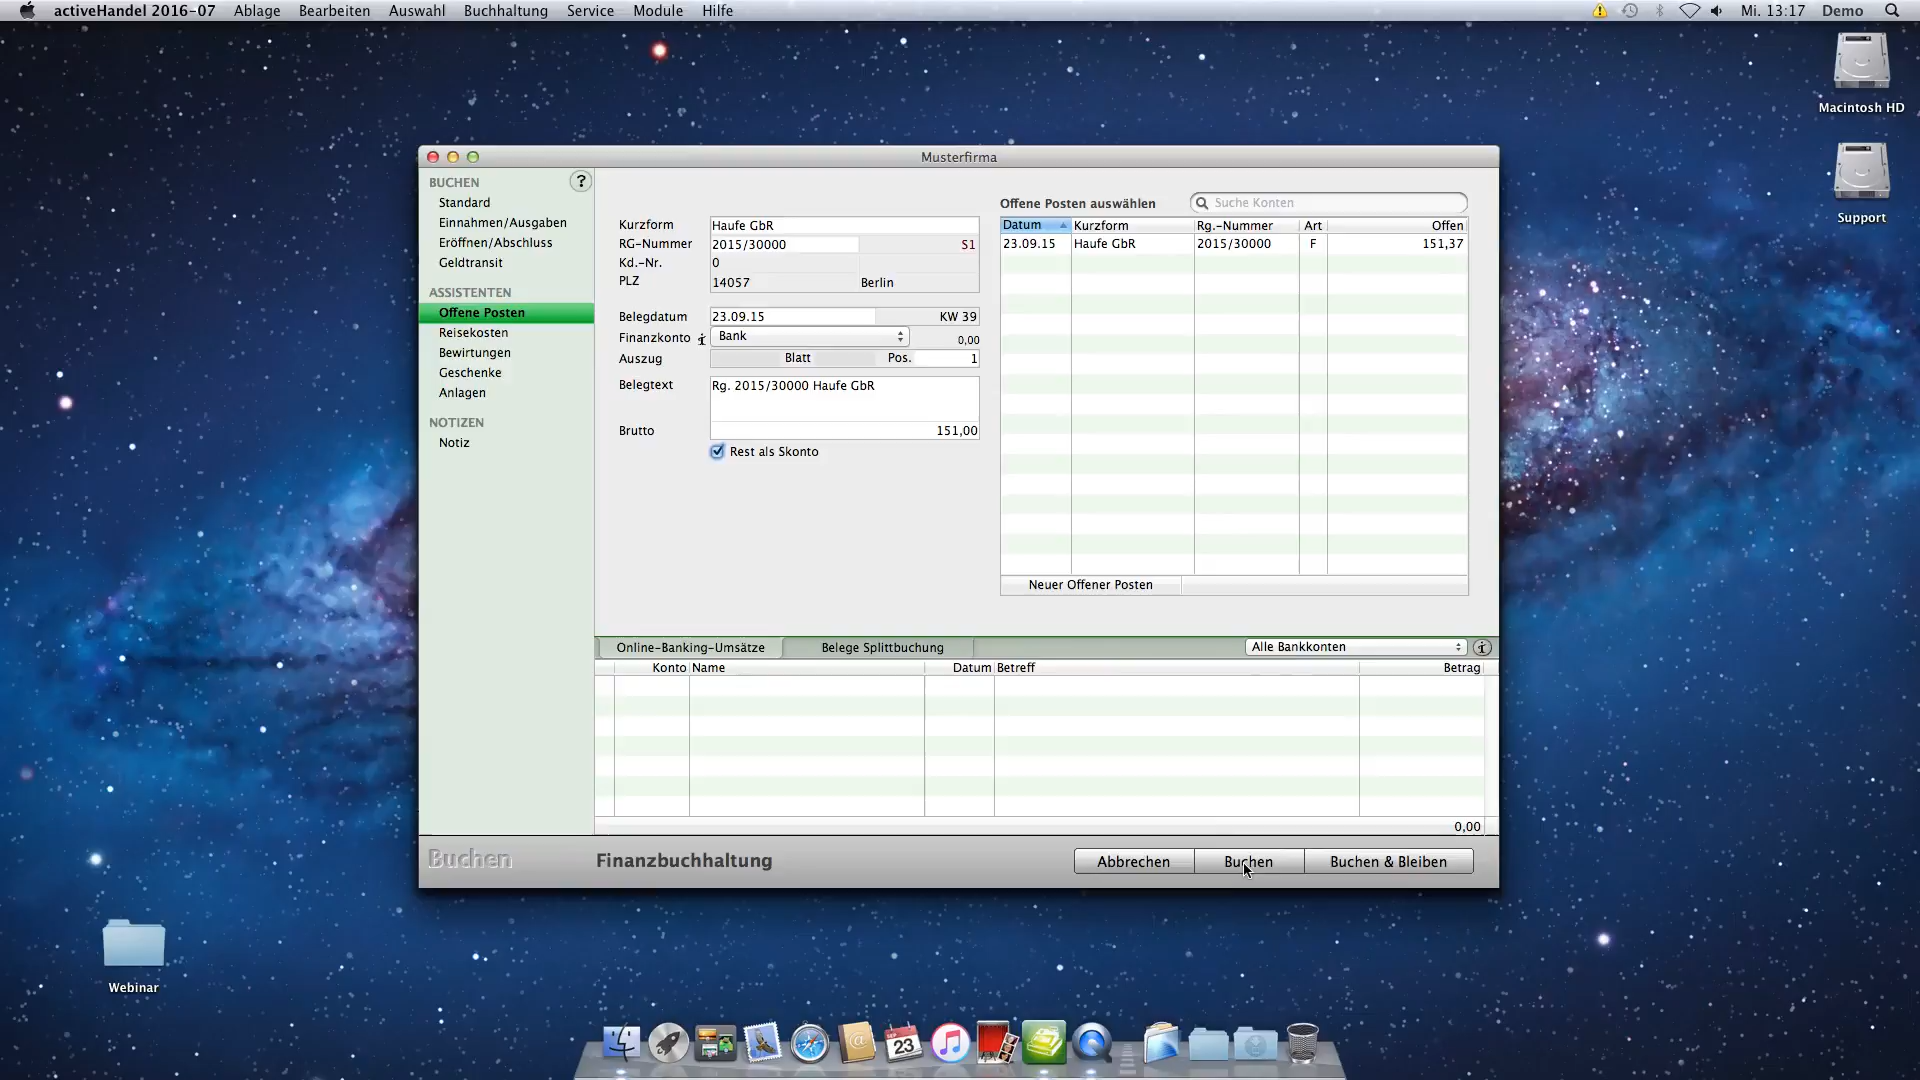 activeHandel 2016-07 Ablage Bearbeiten Auswahl Buchhaltung Service Module Hilfe Mi. 13:17 Demo
Macintosh HD
Support
Musterfirma
BUCHEN ?
Standard
Einnahmen/Ausgaben
Eröffnen/Abschluss
Geldtransit
ASSISTENTEN
Offene Posten
Reisekosten
Bewirtungen
Geschenke
Anlagen
NOTIZEN
Notiz
Kurzform Haufe GbR
RG-Nummer 2015/30000 S1
Kd.-Nr. 0
PLZ 14057 Berlin
Belegdatum 23.09.15 KW 39
Finanzkonto Bank 0,00
Auszug Blatt Pos. 1
Belegtext Rg. 2015/30000 Haufe GbR
Brutto 151,00
Rest als Skonto
Offene Posten auswählen Suche Konten
Datum Kurzform Rg.-Nummer Art Offen
23.09.15 Haufe GbR 2015/30000 F 151,37
Neuer Offener Posten
Online-Banking-Umsätze Belege Splittbuchung Alle Bankkonten i
Konto Name Datum Betreff Betrag
0,00
Buchen Finanzbuchhaltung Abbrechen Buchen Buchen & Bleiben
Webinar
SEP
23